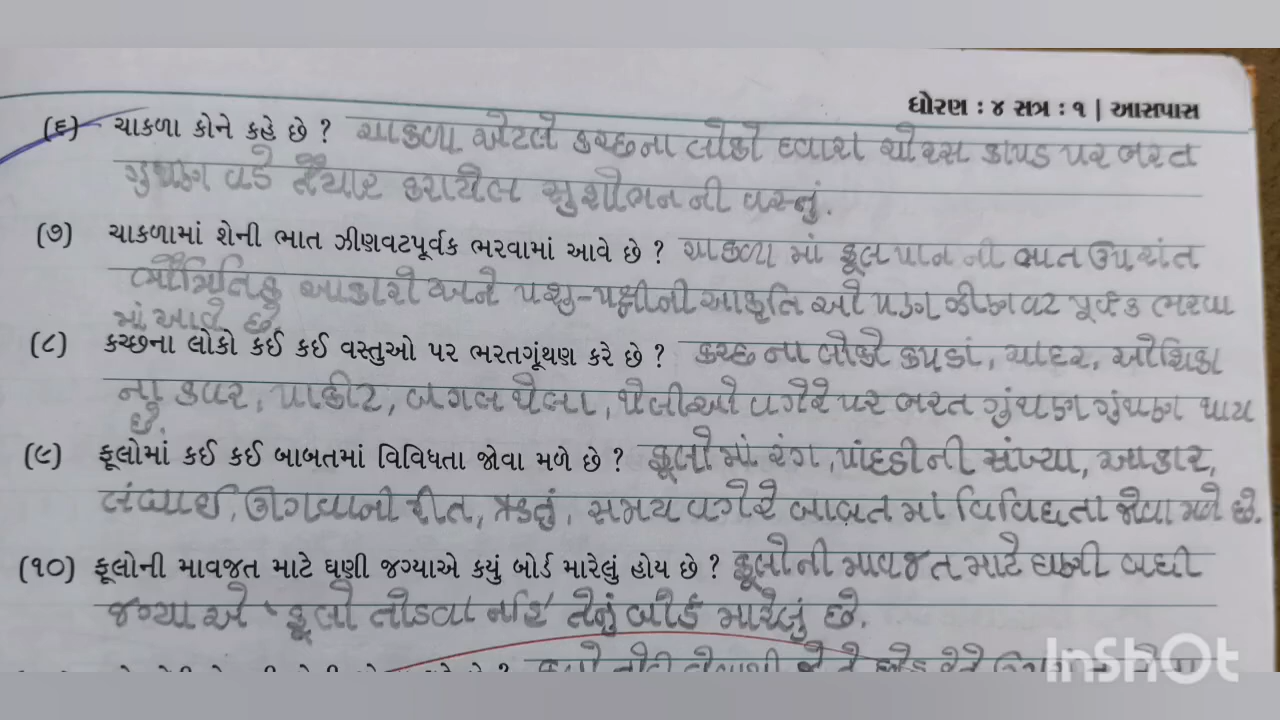 ધોરણ : ૪ સત્ર : ૧ | આસપાસ
(૬) ચાકળા કોને કહે છે ? ચાકળા એટલે કચ્છના લોકો દ્વારા ચોરસ કાપડ પર ભરત
ગુંથણ વડે તૈયાર કરાયેલ સુશોભન ની વસ્તું.
(૭) ચાકળામાં શેની ભાત ઝીણવટપૂર્વક ભરવામાં આવે છે ? ચાકળા માં ફૂલ પાન ની ભાત ઉપરાંત
ભૌમિતિક આકારો અને પશુ-પક્ષીની આકૃતિ ઓ પણ ઝીણવટ પૂર્વક ભરવા
માં આવે છે.
(૮) કચ્છના લોકો કઈ કઈ વસ્તુઓ પર ભરતગૂંથણ કરે છે ? કચ્છ ના લોકો કપડાં, ચાદર, ઓશિકા
ના કવર, પાકીટ, બગલથેલા, થેલીઓ વગેરે પર ભરત ગુંથણ ગુંથણ થાય
છે.
(૯) ફૂલોમાં કઈ કઈ બાબતમાં વિવિધતા જોવા મળે છે ? ફૂલો માં રંગ, પાંદડીની સંખ્યા, આકાર,
લંબાઈ, ઊગવાની રીત, ઋતું, સમય વગેરે બાબત માં વિવિધતા જોવા મળે છે.
(૧૦) ફૂલોની માવજત માટે ઘણી જગ્યાએ કયું બોર્ડ મારેલું હોય છે ? ફૂલોની માવજત માટે ઘણી બધી
જગ્યા એ 'ફૂલો તોડવા નહિ' તેનું બોર્ડ મારેલું છે.
InShOt